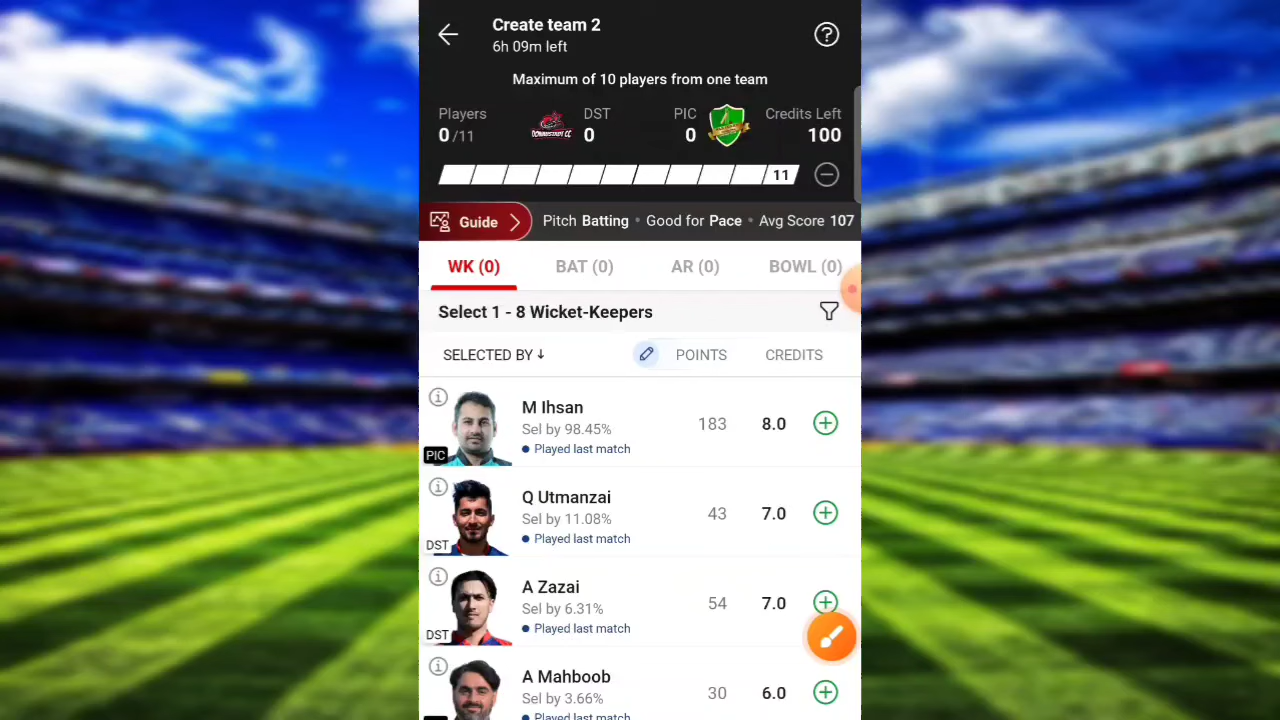 Create team 2
6h 09m left
Maximum of 10 players from one team
Players
0/11
DST
0
PIC
0
Credits Left
100
11
Guide
Pitch Batting • Good for Pace • Avg Score 107
WK (0)
BAT (0)
AR (0)
BOWL (0)
Select 1 - 8 Wicket-Keepers
SELECTED BY ↓
POINTS
CREDITS
M Ihsan
Sel by 98.45%
183
8.0
Played last match
PIC
Q Utmanzai
Sel by 11.08%
43
7.0
Played last match
DST
A Zazai
Sel by 6.31%
54
7.0
Played last match
DST
A Mahboob
Sel by 3.66%
30
6.0
Played last match